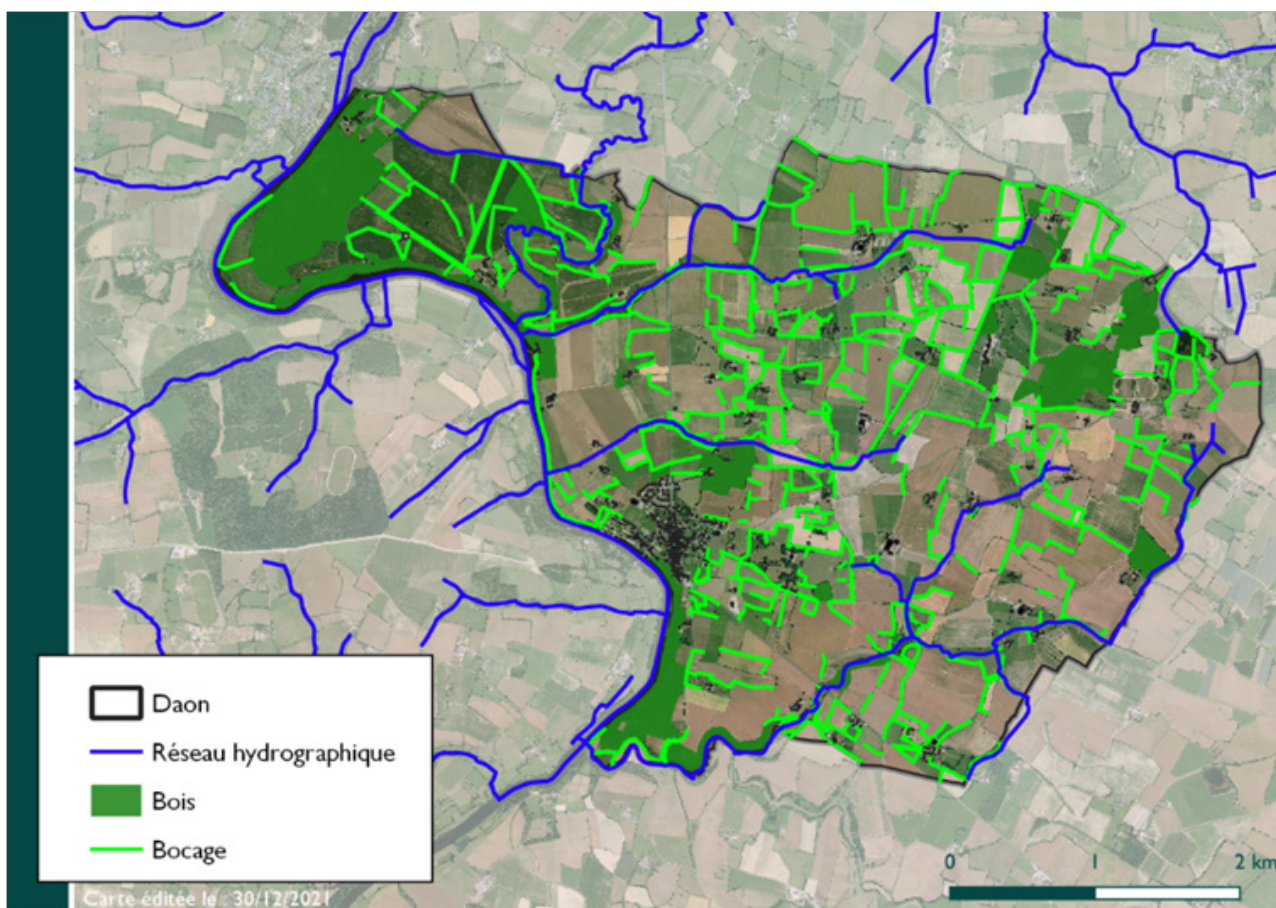 Daon
Réseau hydrographique
Bois
Bocage
0 1 2 km
Carte éditée le : 30/12/2021